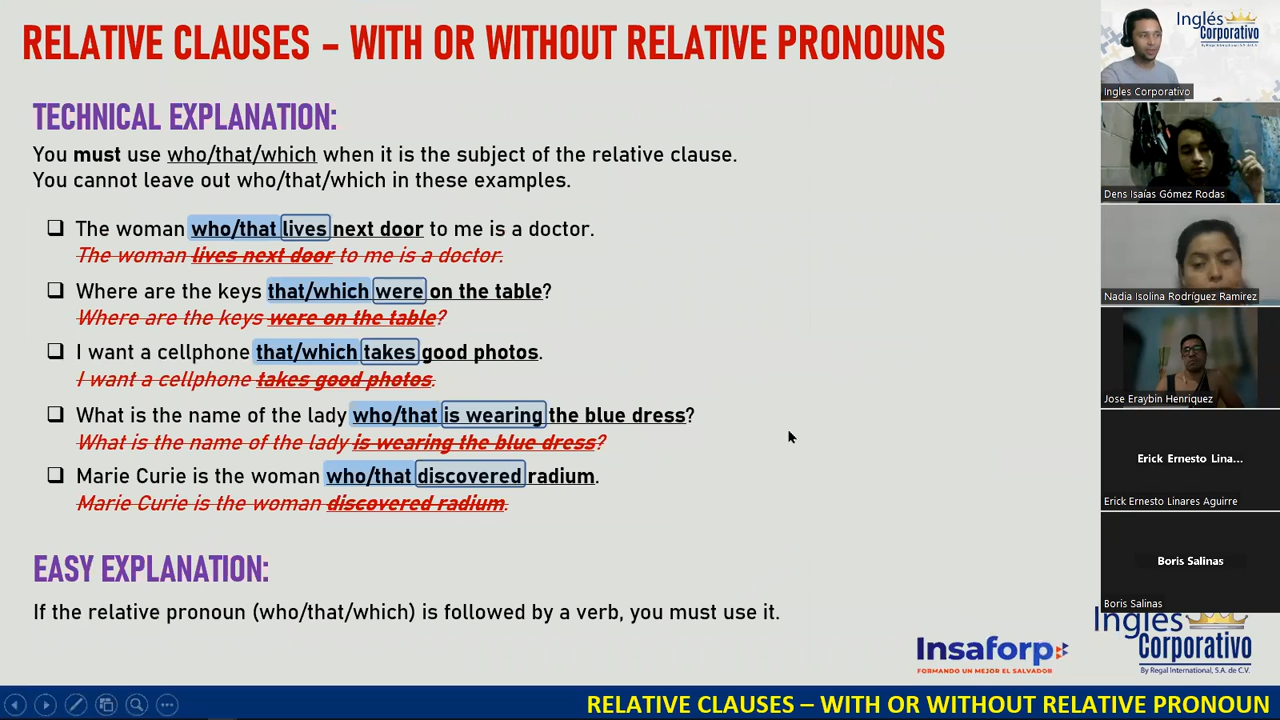 RELATIVE CLAUSES - WITH OR WITHOUT RELATIVE PRONOUNS
TECHNICAL EXPLANATION:
You must use who/that/which when it is the subject of the relative clause.
You cannot leave out who/that/which in these examples.
The woman who/that lives next door to me is a doctor.
The woman lives next door to me is a doctor.
Where are the keys that/which were on the table?
Where are the keys were on the table?
I want a cellphone that/which takes good photos.
I want a cellphone takes good photos.
What is the name of the lady who/that is wearing the blue dress?
What is the name of the lady is wearing the blue dress?
Marie Curie is the woman who/that discovered radium.
Marie Curie is the woman discovered radium.
EASY EXPLANATION:
If the relative pronoun (who/that/which) is followed by a verb, you must use it.
Insaforp
FORMANDO UN MEJOR EL SALVADOR
Inglés
Corporativo
By Regal International, S.A. de C.V.
RELATIVE CLAUSES – WITH OR WITHOUT RELATIVE PRONOUN
Inglés
Corporativo
By Regal International, S.A. de C.V.
Ingles Corporativo
Dens Isaías Gómez Rodas
Nadia Isolina Rodríguez Ramirez
Jose Eraybin Henriquez
Erick Ernesto Lina...
Erick Ernesto Linares Aguirre
Boris Salinas
Boris Salinas